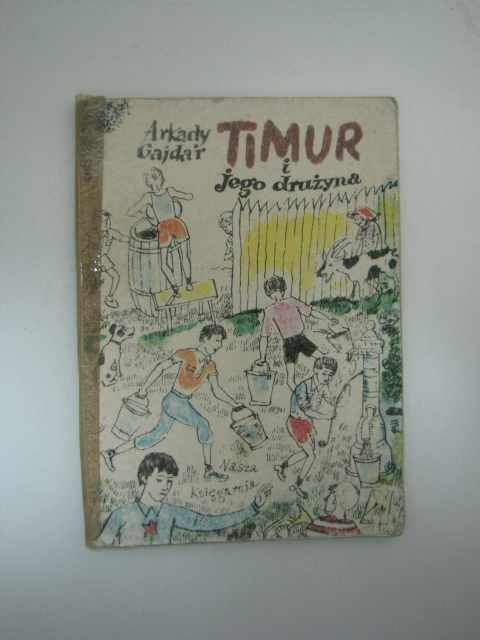 Arkady
Gajdar
TiMUR
i
jego drużyna
Nasza
Księgarnia